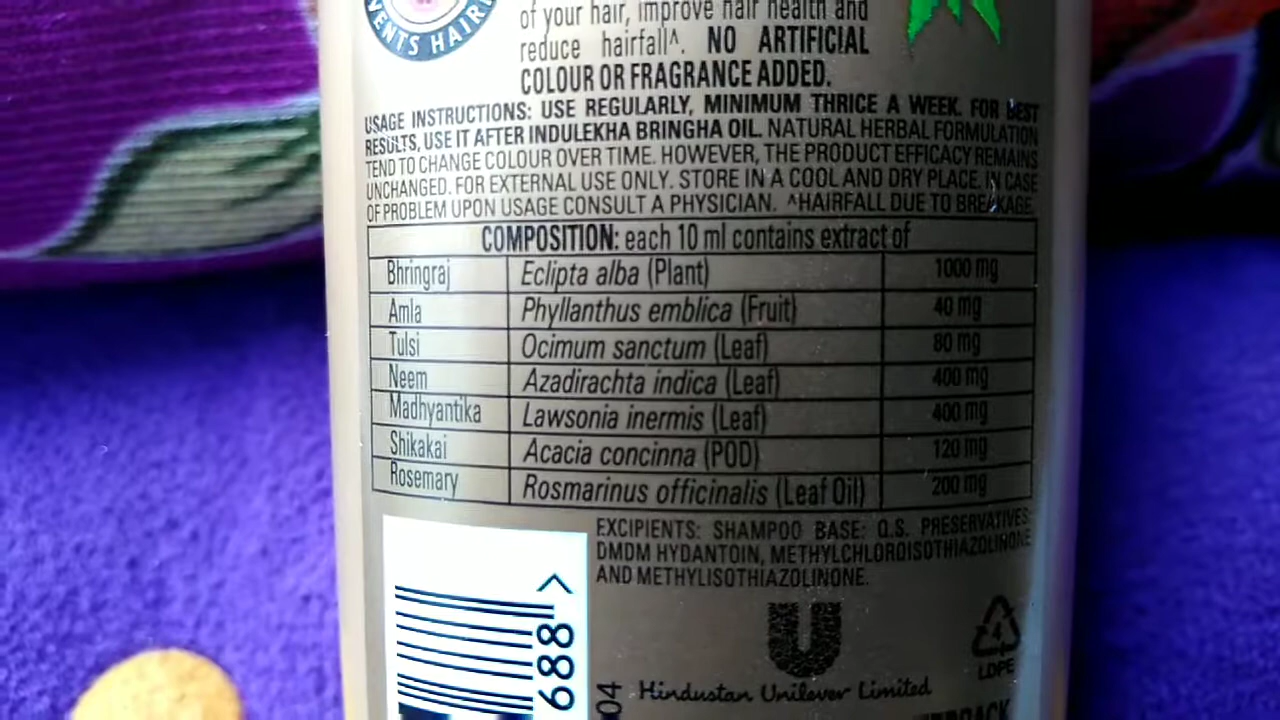 VENTS HAIR
of your hair, improve hair health and
reduce hairfall^. NO ARTIFICIAL
COLOUR OR FRAGRANCE ADDED.
USAGE INSTRUCTIONS: USE REGULARLY, MINIMUM THRICE A WEEK. FOR BEST
RESULTS, USE IT AFTER INDULEKHA BRINGHA OIL. NATURAL HERBAL FORMULATION
TEND TO CHANGE COLOUR OVER TIME. HOWEVER, THE PRODUCT EFFICACY REMAINS
UNCHANGED. FOR EXTERNAL USE ONLY. STORE IN A COOL AND DRY PLACE. IN CASE
OF PROBLEM UPON USAGE CONSULT A PHYSICIAN. ^HAIRFALL DUE TO BREAKAGE.
COMPOSITION: each 10 ml contains extract of
Bhringraj Eclipta alba (Plant) 1000 mg
Amla Phyllanthus emblica (Fruit) 40 mg
Tulsi Ocimum sanctum (Leaf) 80 mg
Neem Azadirachta indica (Leaf) 400 mg
Madhyantika Lawsonia inermis (Leaf) 400 mg
Shikakai Acacia concinna (POD) 120 mg
Rosemary Rosmarinus officinalis (Leaf Oil) 200 mg
EXCIPIENTS: SHAMPOO BASE: Q.S. PRESERVATIVES:
DMDM HYDANTOIN, METHYLCHLOROISOTHIAZOLINONE
AND METHYLISOTHIAZOLINONE.
688 >
U
4
LDPE
04
Hindustan Unilever Limited